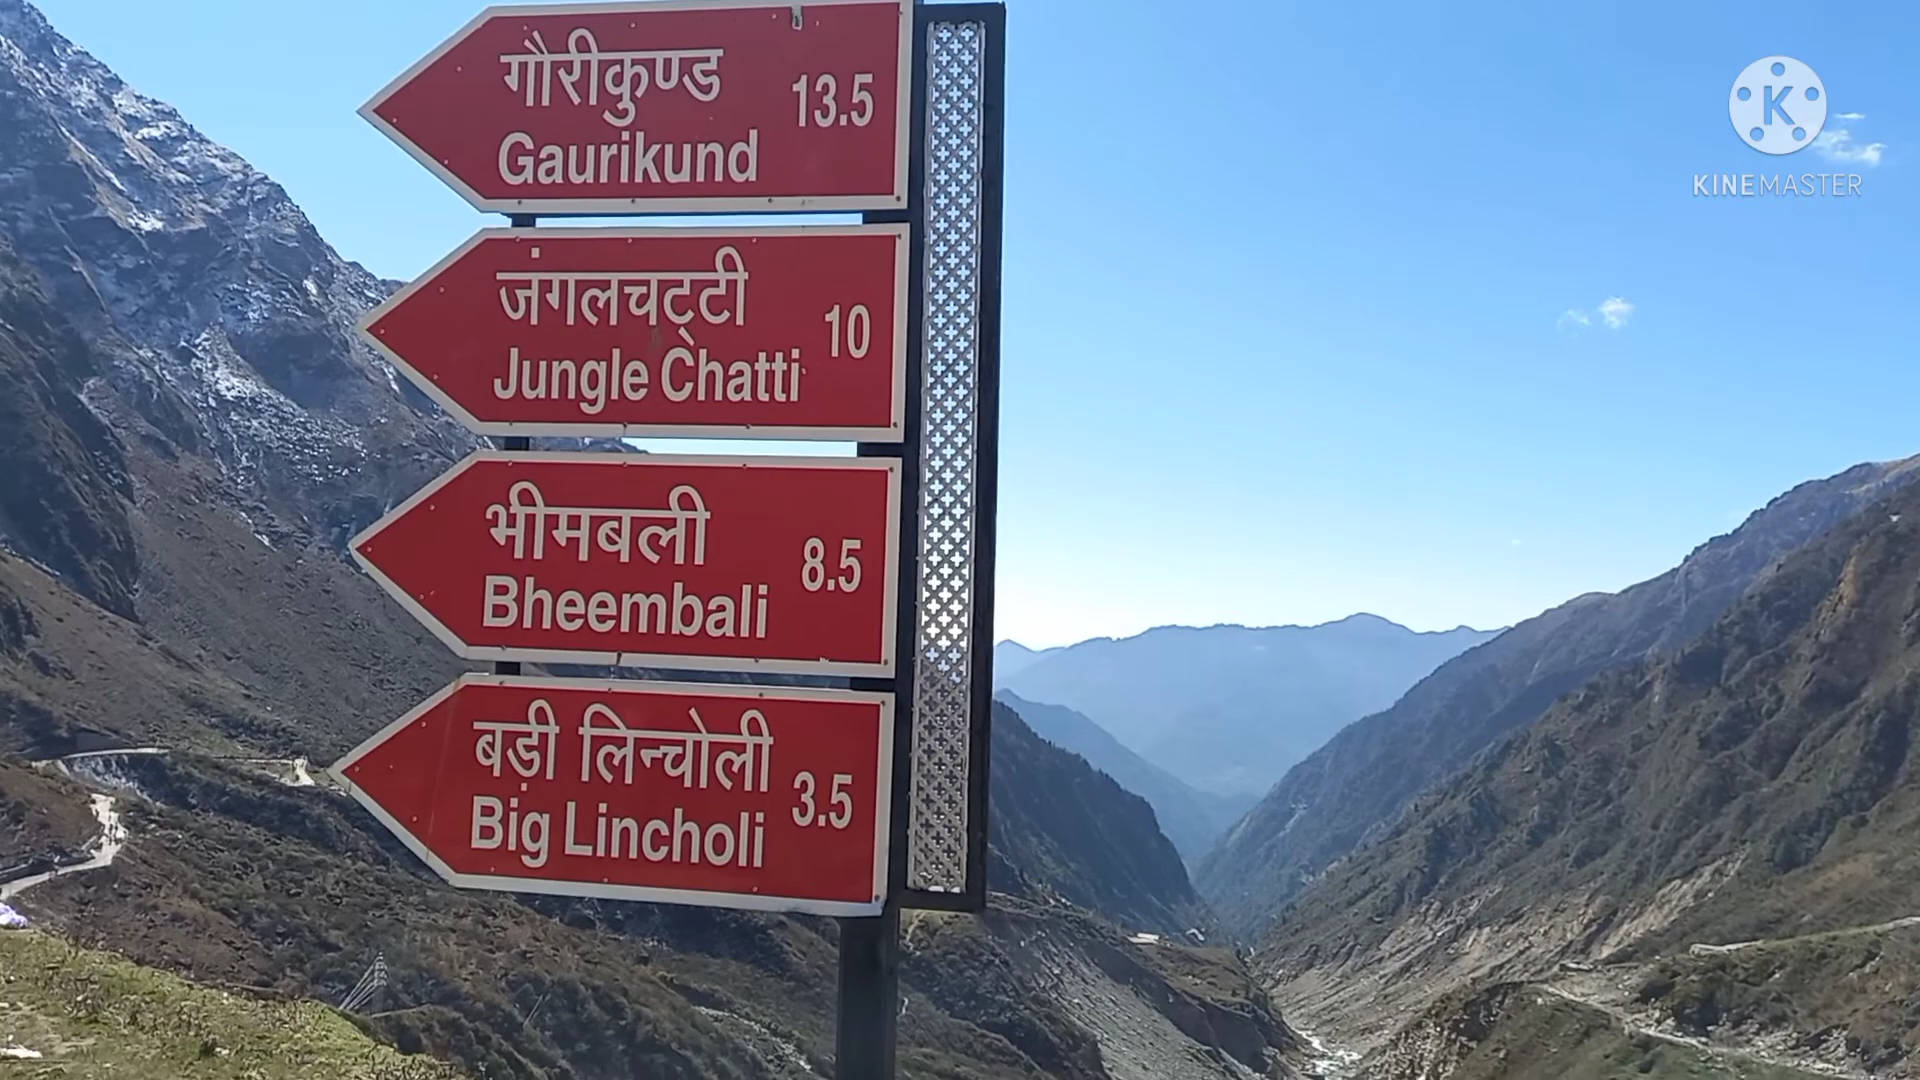 गौरीकुण्ड 13.5
Gaurikund
जंगलचट्टी 10
Jungle Chatti
भीमबली 8.5
Bheembali
बड़ी लिन्चोली 3.5
Big Lincholi
K
KINEMASTER